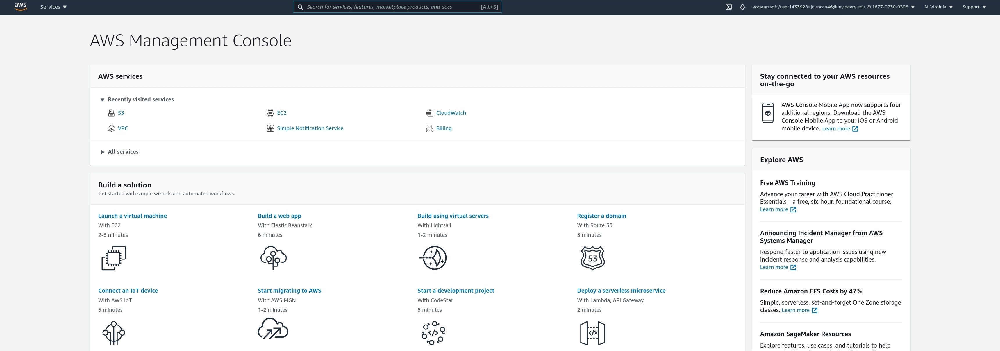 aws Services Search for services, features, marketplace products, and docs [Alt+S] vocstartsoft/user1433928=jduncan46@my.devry.edu @ 1677-9730-0398 N. Virginia Support
AWS Management Console
AWS services
Recently visited services
S3 EC2 CloudWatch
VPC Simple Notification Service Billing
All services
Build a solution
Get started with simple wizards and automated workflows.
Launch a virtual machine
With EC2
2-3 minutes
Build a web app
With Elastic Beanstalk
6 minutes
Build using virtual servers
With Lightsail
1-2 minutes
Register a domain
With Route 53
3 minutes
53
Connect an IoT device
With AWS IoT
5 minutes
Start migrating to AWS
With AWS MGN
1-2 minutes
Start a development project
With CodeStar
5 minutes
</>
Deploy a serverless microservice
With Lambda, API Gateway
2 minutes
</>
Stay connected to your AWS resources
on-the-go
AWS Console Mobile App now supports four
additional regions. Download the AWS
Console Mobile App to your iOS or Android
mobile device. Learn more
Explore AWS
Free AWS Training
Advance your career with AWS Cloud Practitioner
Essentials—a free, six-hour, foundational course.
Learn more
Announcing Incident Manager from AWS
Systems Manager
Respond faster to application issues using new
incident response and analysis capabilities.
Learn more
Reduce Amazon EFS Costs by 47%
Simple, serverless, set-and-forget One Zone storage
classes. Learn more
Amazon SageMaker Resources
Explore features, use cases, and tutorials to help